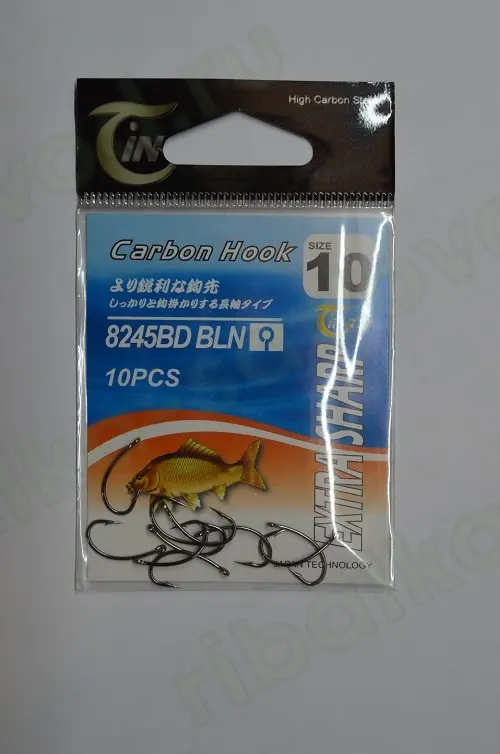 High Carbon Steel
Carbon Hook
SIZE
10
より鋭利な鈎先
しっかりと鈎掛かりする長軸タイプ
8245BD BLN
10PCS
EXTRA SHARP
JAPAN TECHNOLOGY